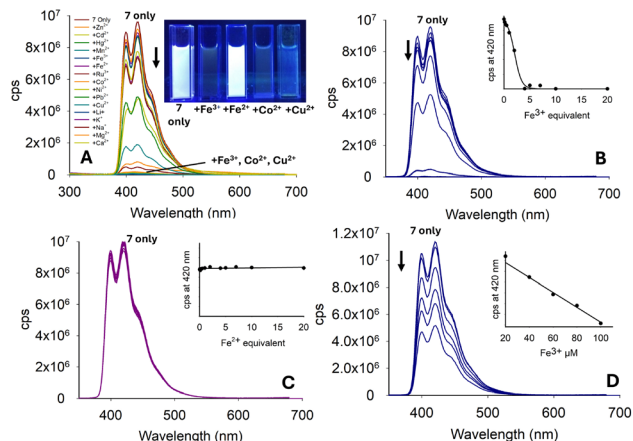 10⁷
8x10⁶
6x10⁶
4x10⁶
2x10⁶
0
cps
7 Only
+Zn²⁺
+Cd²⁺
+Hg²⁺
+Mn²⁺
+Fe³⁺
+Fe²⁺
+Ru³⁺
+Co²⁺
+Ni²⁺
+Pb²⁺
+Cu²⁺
+Li+
+K⁺
+Na⁺
+Mg²⁺
+Ca²⁺
7 only
7 +Fe³⁺ +Fe²⁺ +Co²⁺ +Cu²⁺
only
A
+Fe³⁺, Co²⁺, Cu²⁺
300 400 500 600 700
Wavelength (nm)
10⁷
8x10⁶
6x10⁶
4x10⁶
2x10⁶
0
cps
7 only
cps at 420 nm
0 5 10 15 20
Fe³⁺ equivalent
B
400 500 600 700
Wavelength (nm)
10⁷
8x10⁶
6x10⁶
4x10⁶
2x10⁶
0
cps
7 only
cps at 420 nm
0 5 10 15 20
Fe²⁺ equivalent
C
400 500 600 700
Wavelength (nm)
1.2x10⁷
10⁷
8.0x10⁶
6.0x10⁶
4.0x10⁶
2.0x10⁶
0.0
cps
7 only
cps at 420 nm
20 40 60 80 100
Fe³⁺ µM
D
400 500 600 700
Wavelength (nm)